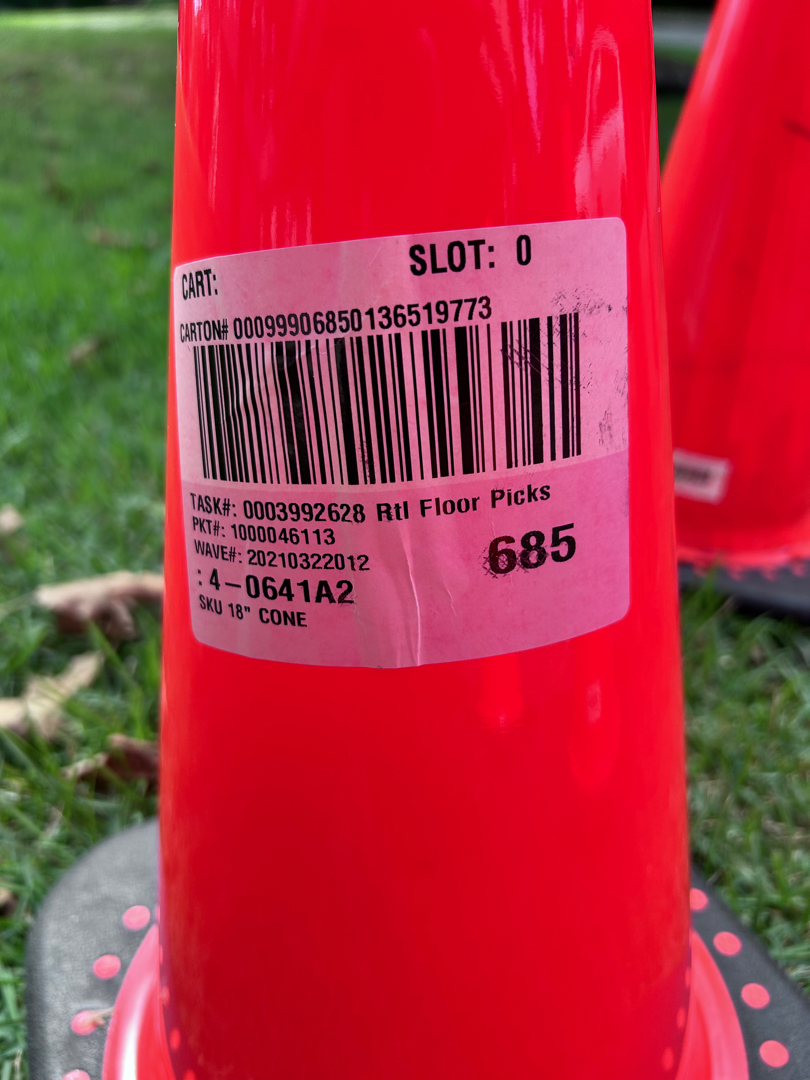 CART:
SLOT: 0
CARTON# 00099906850136519773
TASK#: 0003992628 Rtl Floor Picks
PKT#: 1000046113
WAVE#: 20210322012
685
: 4-0641A2
SKU 18" CONE